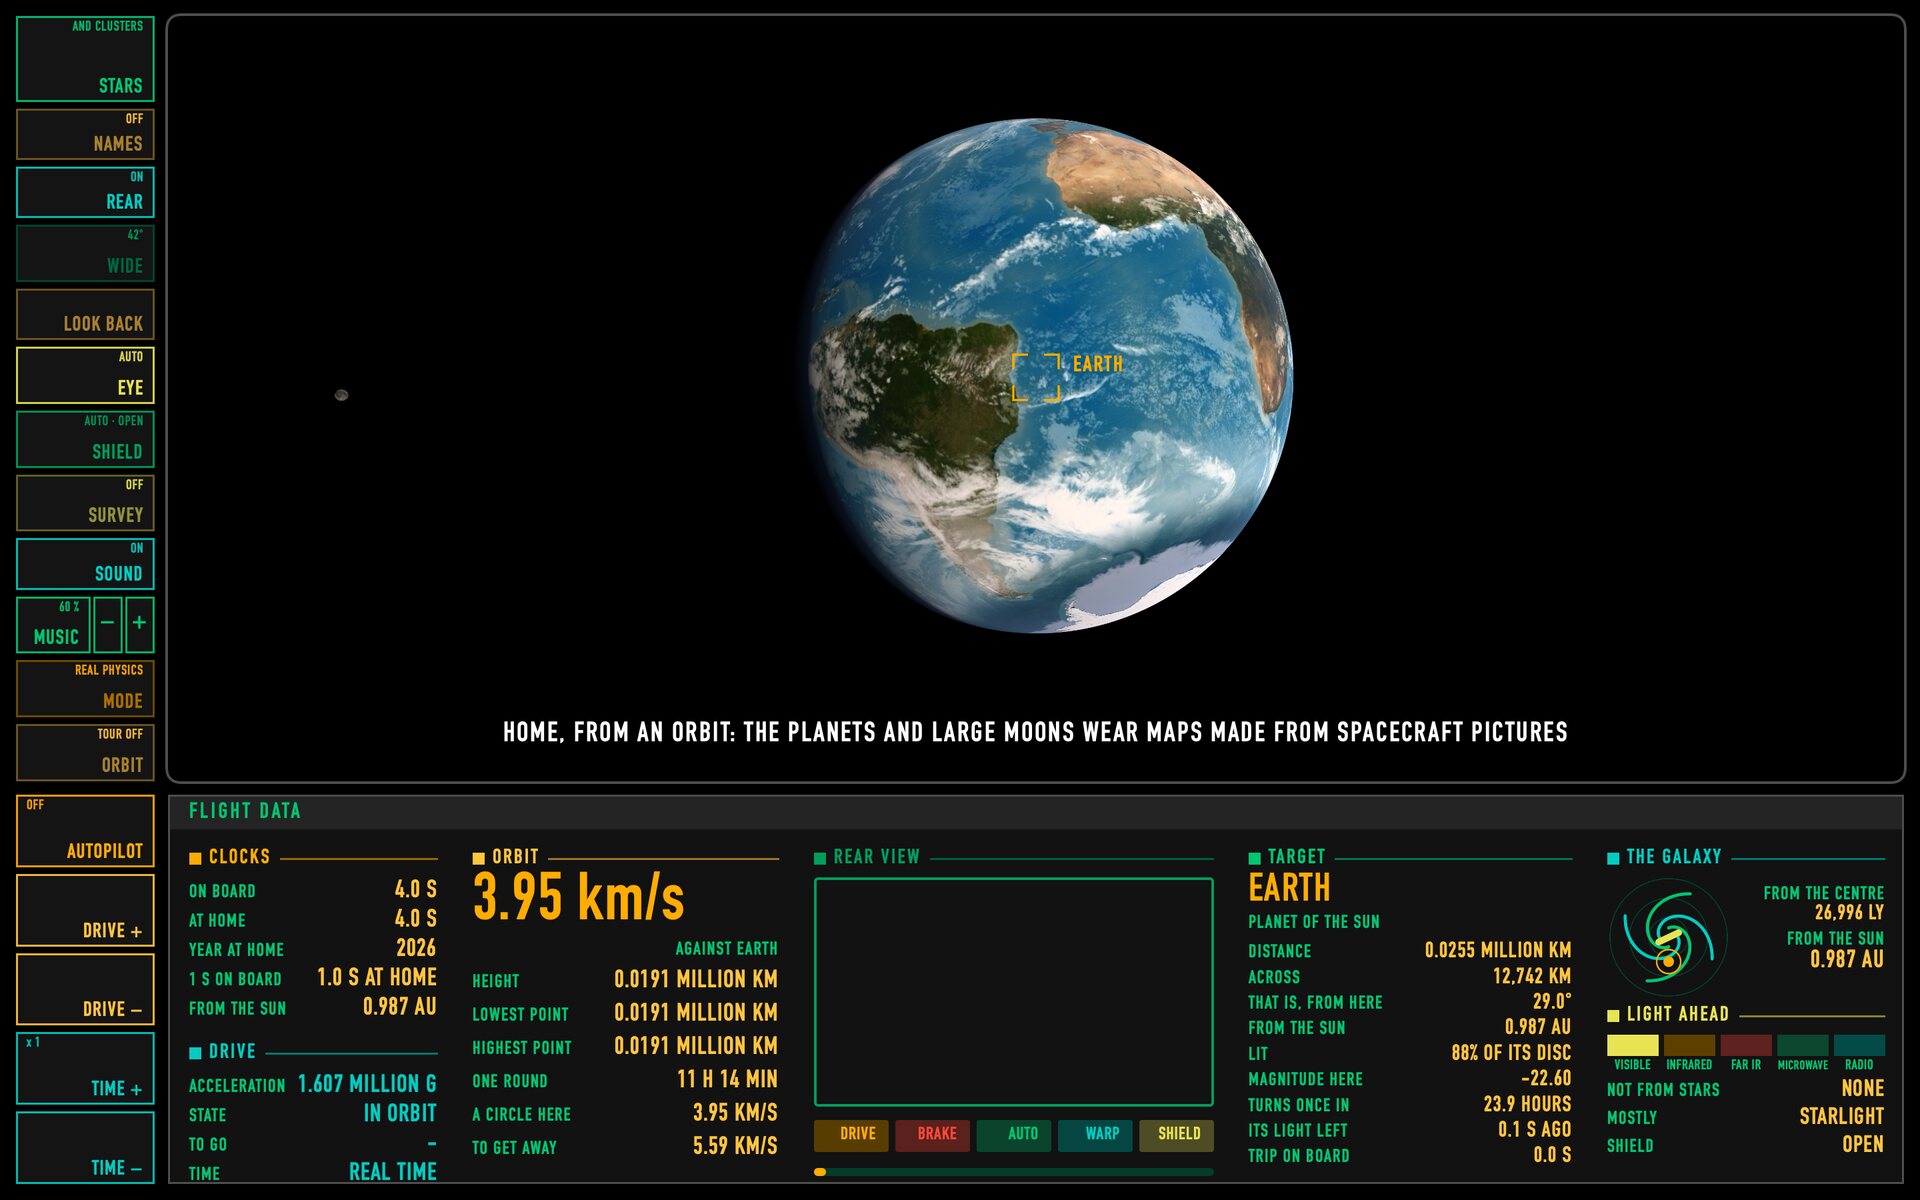 AND CLUSTERS
STARS
OFF
NAMES
ON
REAR
42°
WIDE
LOOK BACK
AUTO
EYE
AUTO · OPEN
SHIELD
OFF
SURVEY
ON
SOUND
60 %
MUSIC − +
REAL PHYSICS
MODE
TOUR OFF
ORBIT
OFF
AUTOPILOT
DRIVE +
DRIVE −
x 1
TIME +
TIME −
EARTH
HOME, FROM AN ORBIT: THE PLANETS AND LARGE MOONS WEAR MAPS MADE FROM SPACECRAFT PICTURES
FLIGHT DATA
CLOCKS
ON BOARD 4.0 S
AT HOME 4.0 S
YEAR AT HOME 2026
1 S ON BOARD 1.0 S AT HOME
FROM THE SUN 0.987 AU
DRIVE
ACCELERATION 1.607 MILLION G
STATE IN ORBIT
TO GO –
TIME REAL TIME
ORBIT
3.95 km/s
AGAINST EARTH
HEIGHT 0.0191 MILLION KM
LOWEST POINT 0.0191 MILLION KM
HIGHEST POINT 0.0191 MILLION KM
ONE ROUND 11 H 14 MIN
A CIRCLE HERE 3.95 KM/S
TO GET AWAY 5.59 KM/S
REAR VIEW
DRIVE BRAKE AUTO WARP SHIELD
TARGET
EARTH
PLANET OF THE SUN
DISTANCE 0.0255 MILLION KM
ACROSS 12,742 KM
THAT IS, FROM HERE 29.0°
FROM THE SUN 0.987 AU
LIT 88% OF ITS DISC
MAGNITUDE HERE −22.60
TURNS ONCE IN 23.9 HOURS
ITS LIGHT LEFT 0.1 S AGO
TRIP ON BOARD 0.0 S
THE GALAXY
FROM THE CENTRE
26,996 LY
FROM THE SUN
0.987 AU
LIGHT AHEAD
VISIBLE INFRARED FAR IR MICROWAVE RADIO
NOT FROM STARS NONE
MOSTLY STARLIGHT
SHIELD OPEN